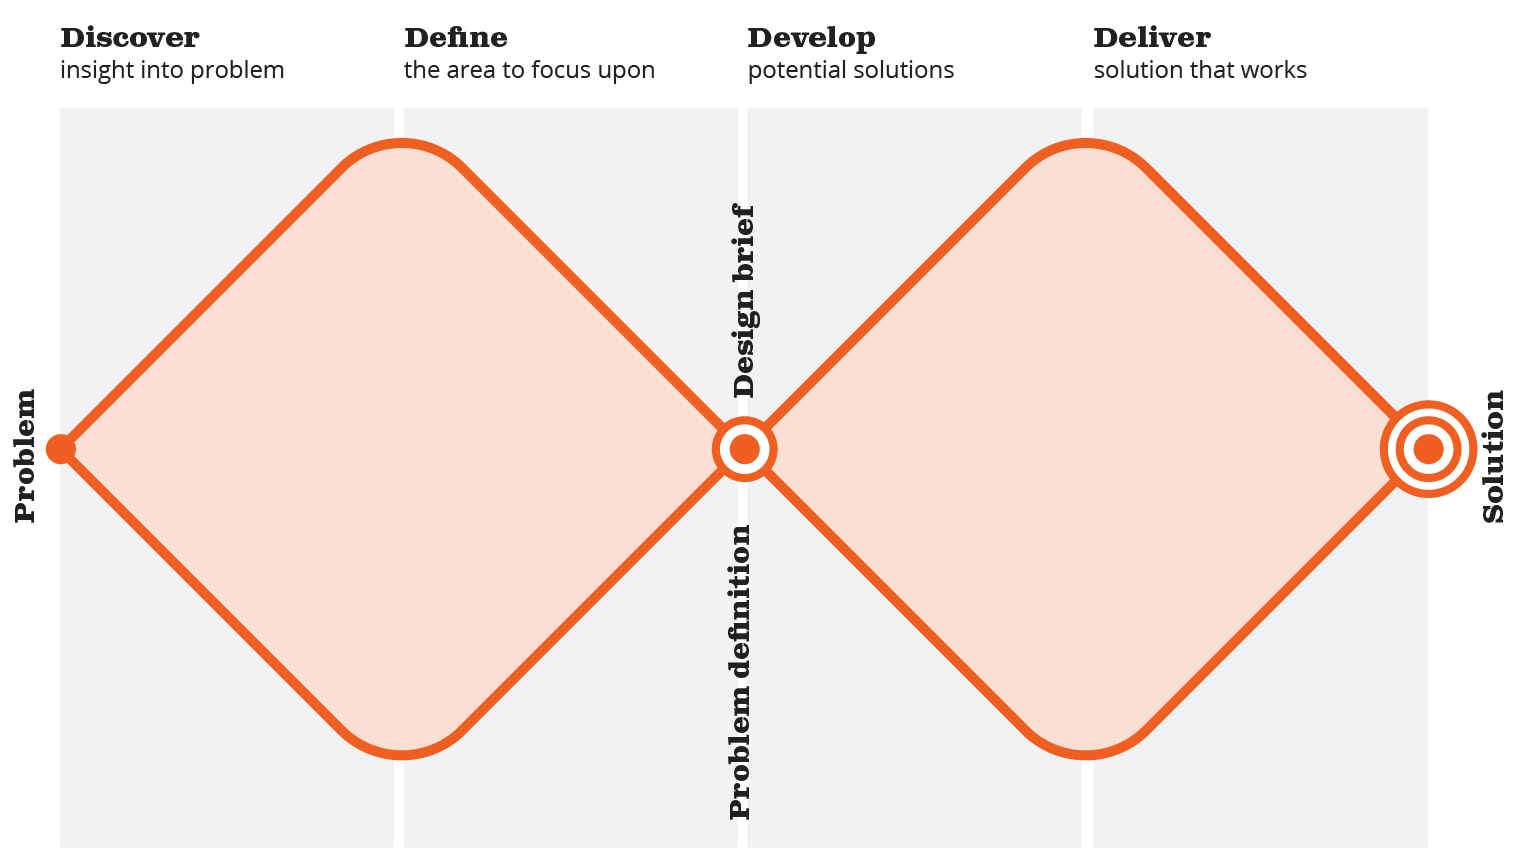 Discover
insight into problem
Define
the area to focus upon
Develop
potential solutions
Deliver
solution that works
Problem
Design brief
Problem definition
Solution